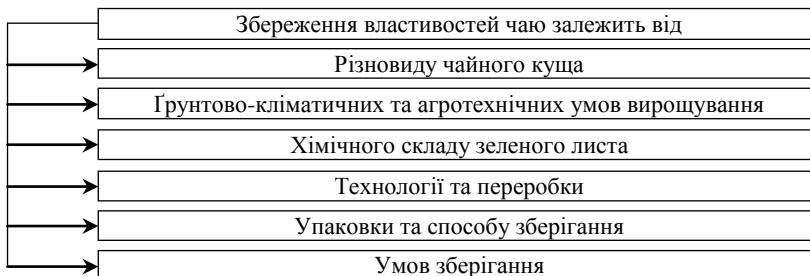 Збереження властивостей чаю залежить від
Різновиду чайного куща
Ґрунтово-кліматичних та агротехнічних умов вирощування
Хімічного складу зеленого листа
Технології та переробки
Упаковки та способу зберігання
Умов зберігання